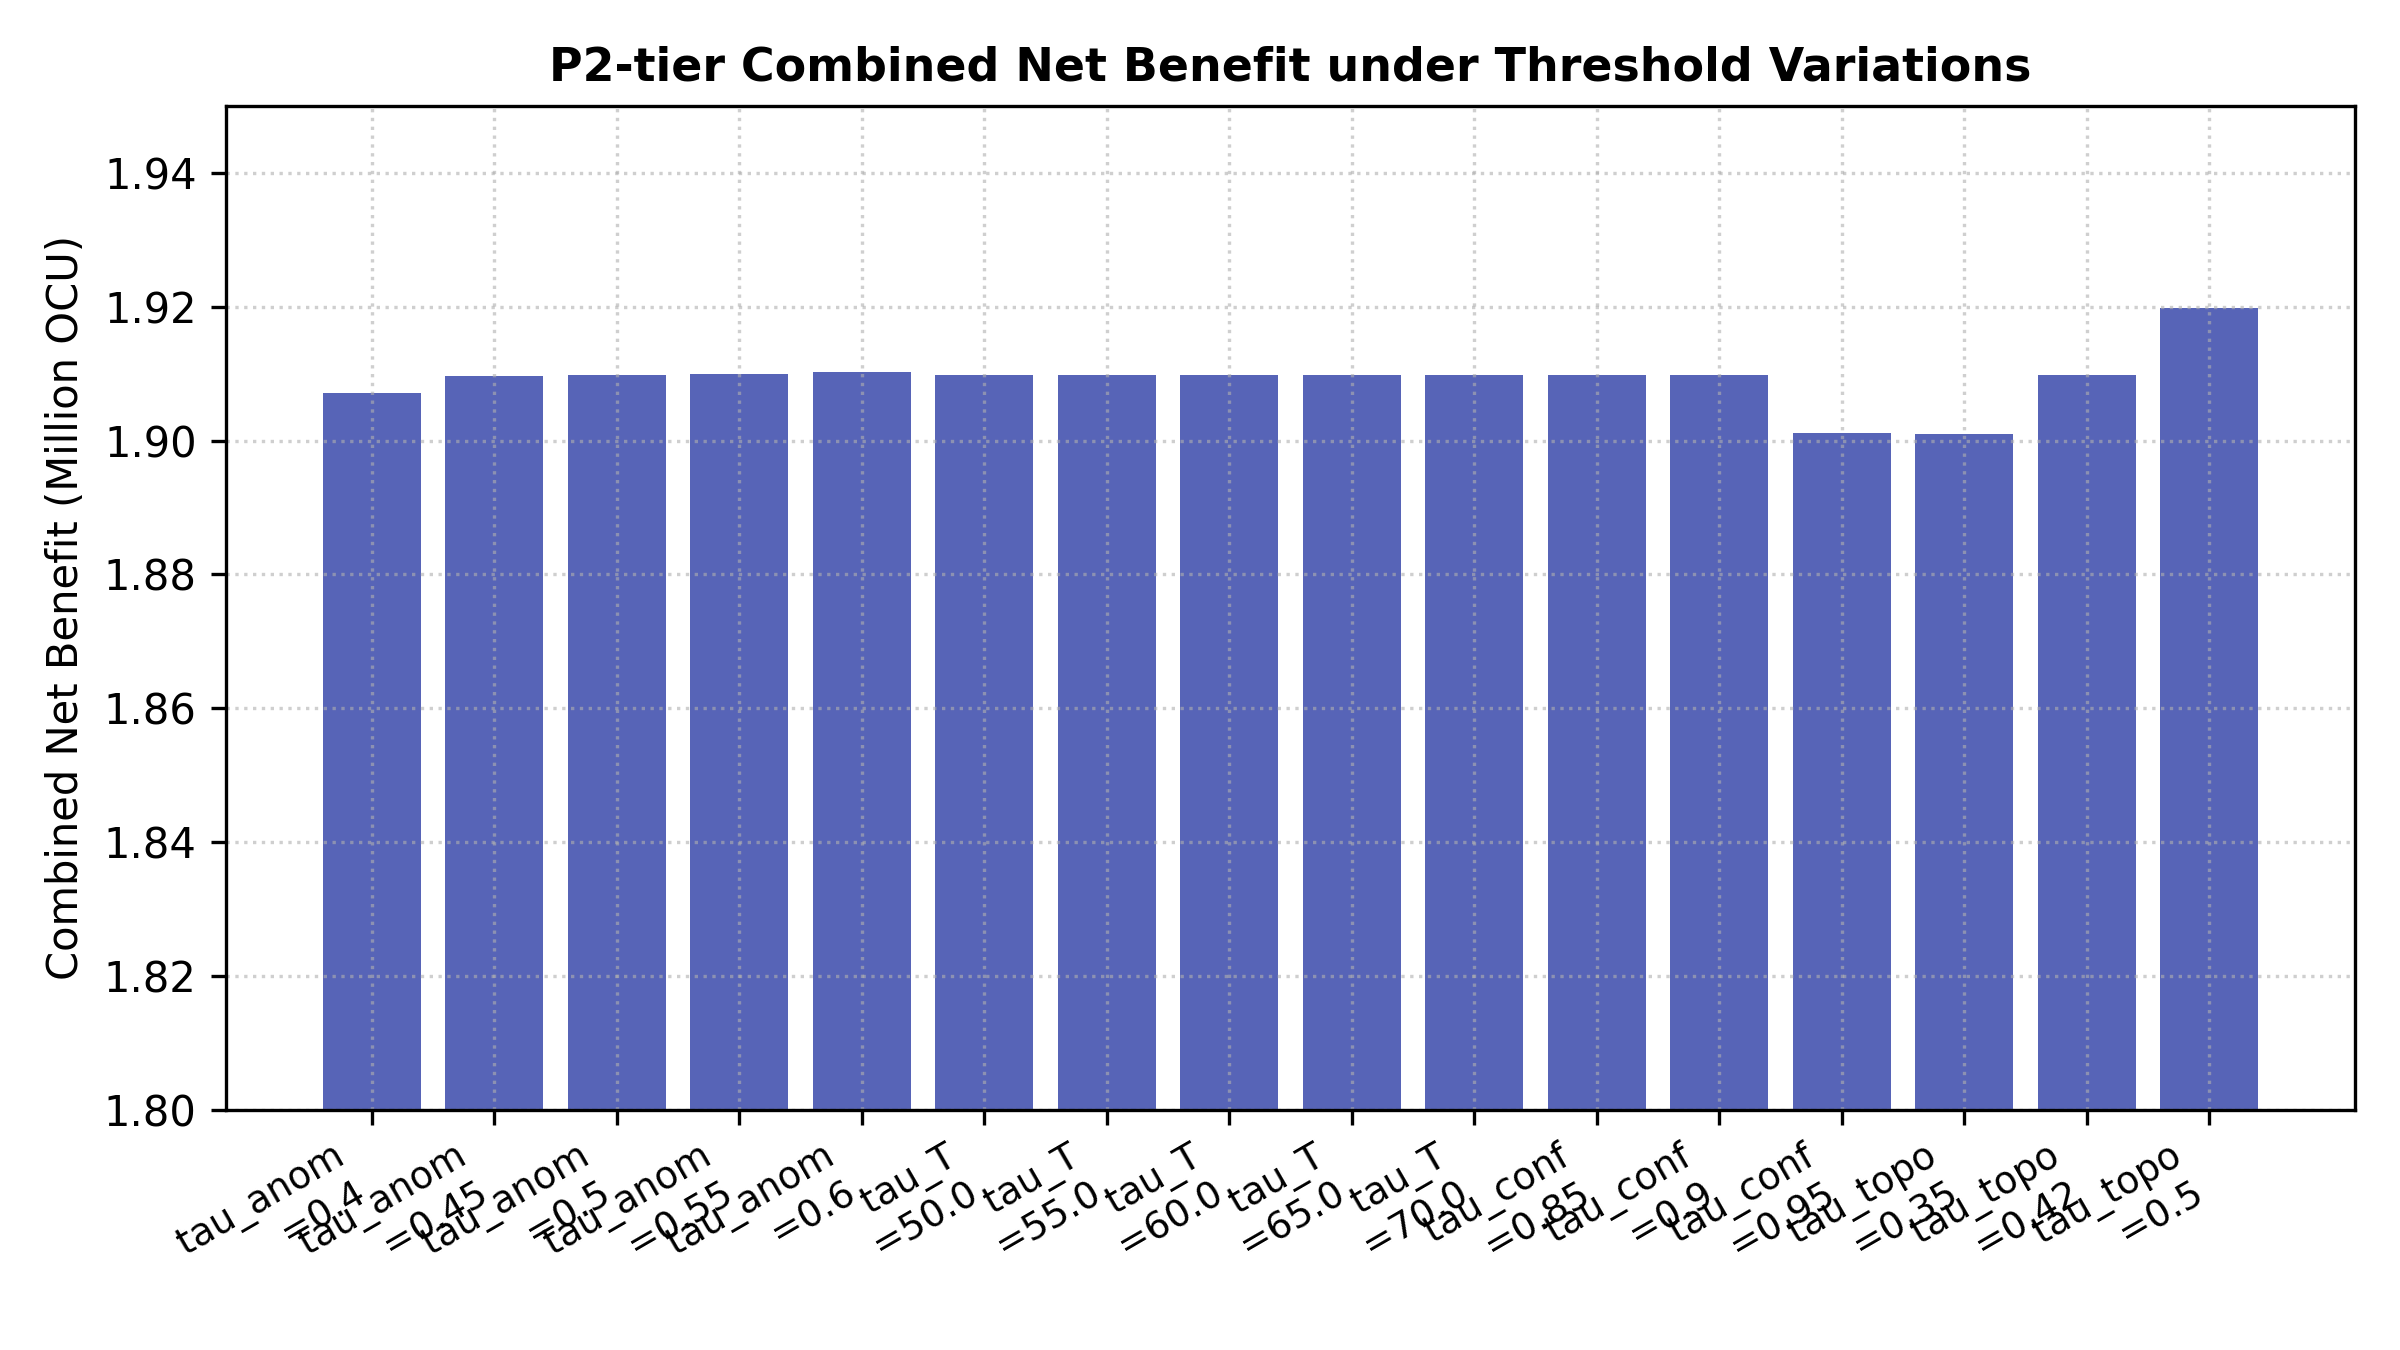 P2-tier Combined Net Benefit under Threshold Variations
Combined Net Benefit (Million OCU)
1.94
1.92
1.90
1.88
1.86
1.84
1.82
1.80
tau_anom
=0.4
tau_anom
=0.45
tau_anom
=0.5
tau_anom
=0.55
tau_anom
=0.6
tau_T
=50.0
tau_T
=55.0
tau_T
=60.0
tau_T
=65.0
tau_T
=70.0
tau_conf
=0.85
tau_conf
=0.9
tau_conf
=0.95
tau_topo
=0.35
tau_topo
=0.42
tau_topo
=0.5